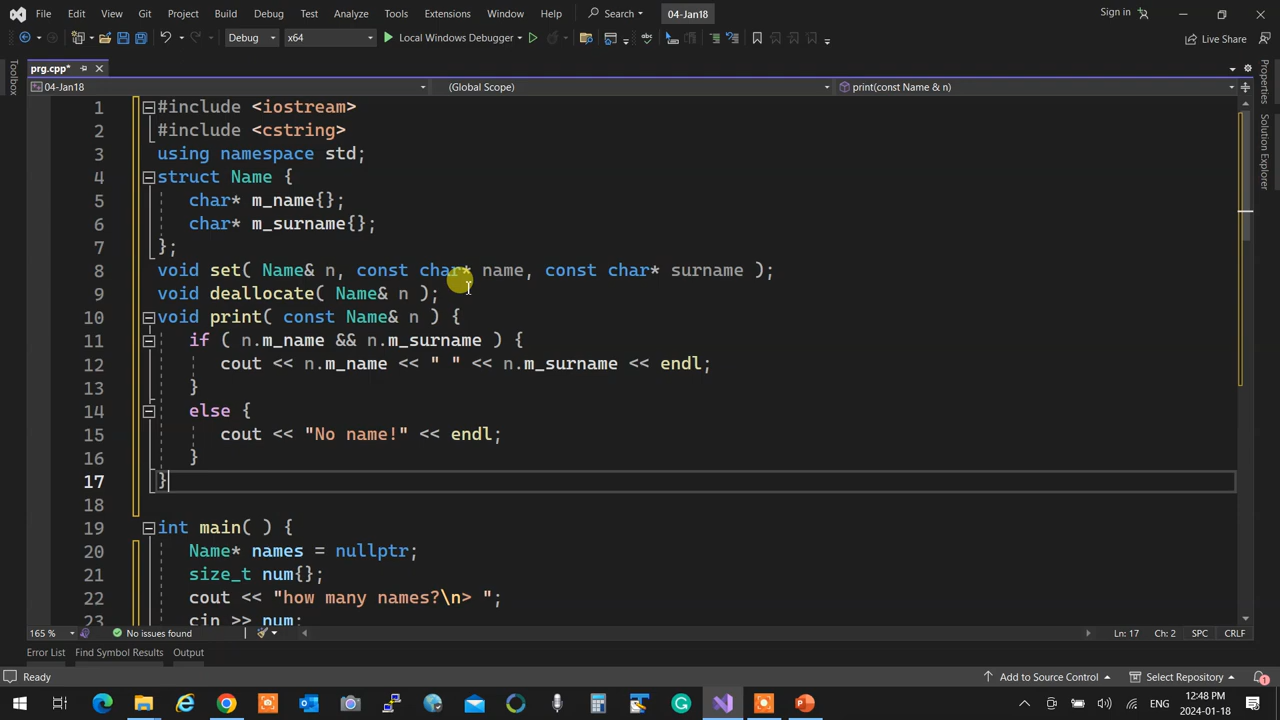 File Edit View Git Project Build Debug Test Analyze Tools Extensions Window Help Search 04-Jan18 Sign in
Debug x64 Local Windows Debugger Live Share
Toolbox
prg.cpp*
04-Jan18 (Global Scope) print(const Name & n)
1 #include <iostream>
2 #include <cstring>
3 using namespace std;
4 struct Name {
5 char* m_name{};
6 char* m_surname{};
7 };
8 void set( Name& n, const char* name, const char* surname );
9 void deallocate( Name& n );
10 void print( const Name& n ) {
11 if ( n.m_name && n.m_surname ) {
12 cout << n.m_name << " " << n.m_surname << endl;
13 }
14 else {
15 cout << "No name!" << endl;
16 }
17 }
18
19 int main( ) {
20 Name* names = nullptr;
21 size_t num{};
22 cout << "how many names?\n> ";
23 cin >> num;
Properties
Solution Explorer
165 % No issues found Ln: 17 Ch: 2 SPC CRLF
Error List Find Symbol Results Output
Ready Add to Source Control Select Repository 1
ENG 12:48 PM
2024-01-18